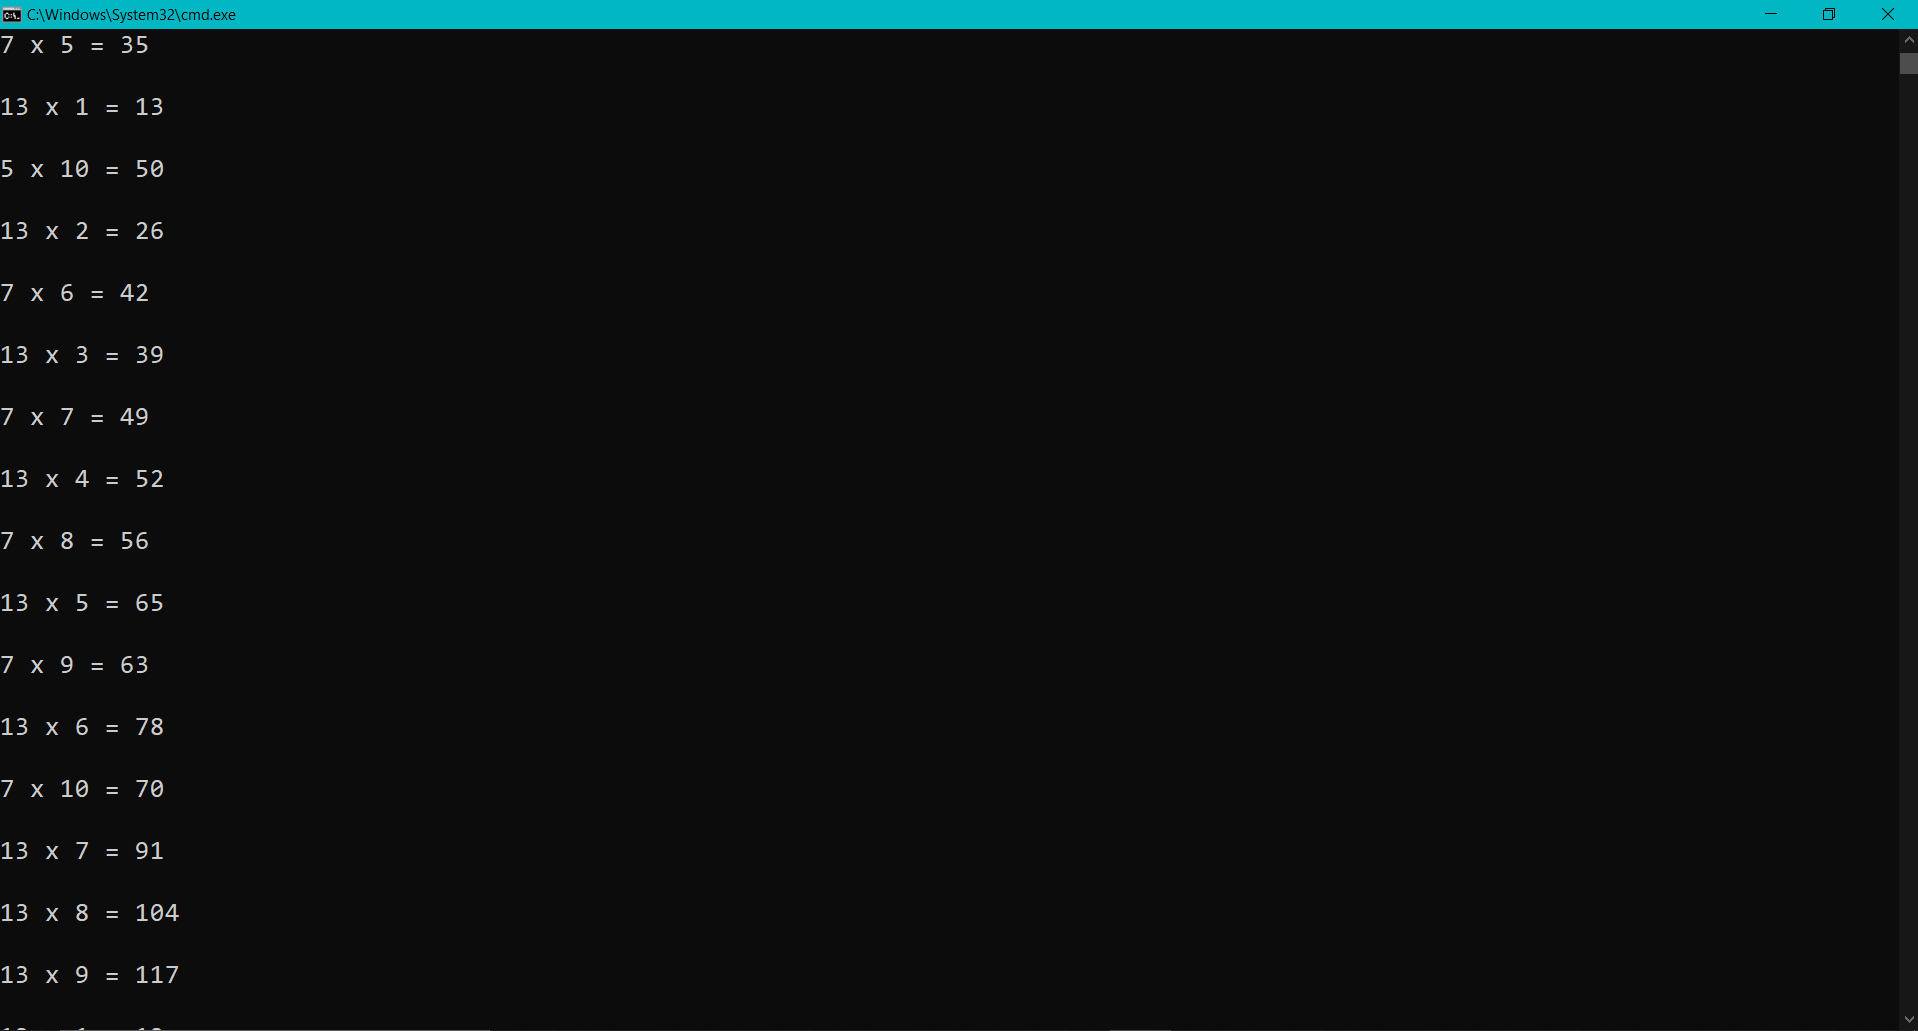 C:\Windows\System32\cmd.exe
7 x 5 = 35
13 x 1 = 13
5 x 10 = 50
13 x 2 = 26
7 x 6 = 42
13 x 3 = 39
7 x 7 = 49
13 x 4 = 52
7 x 8 = 56
13 x 5 = 65
7 x 9 = 63
13 x 6 = 78
7 x 10 = 70
13 x 7 = 91
13 x 8 = 104
13 x 9 = 117